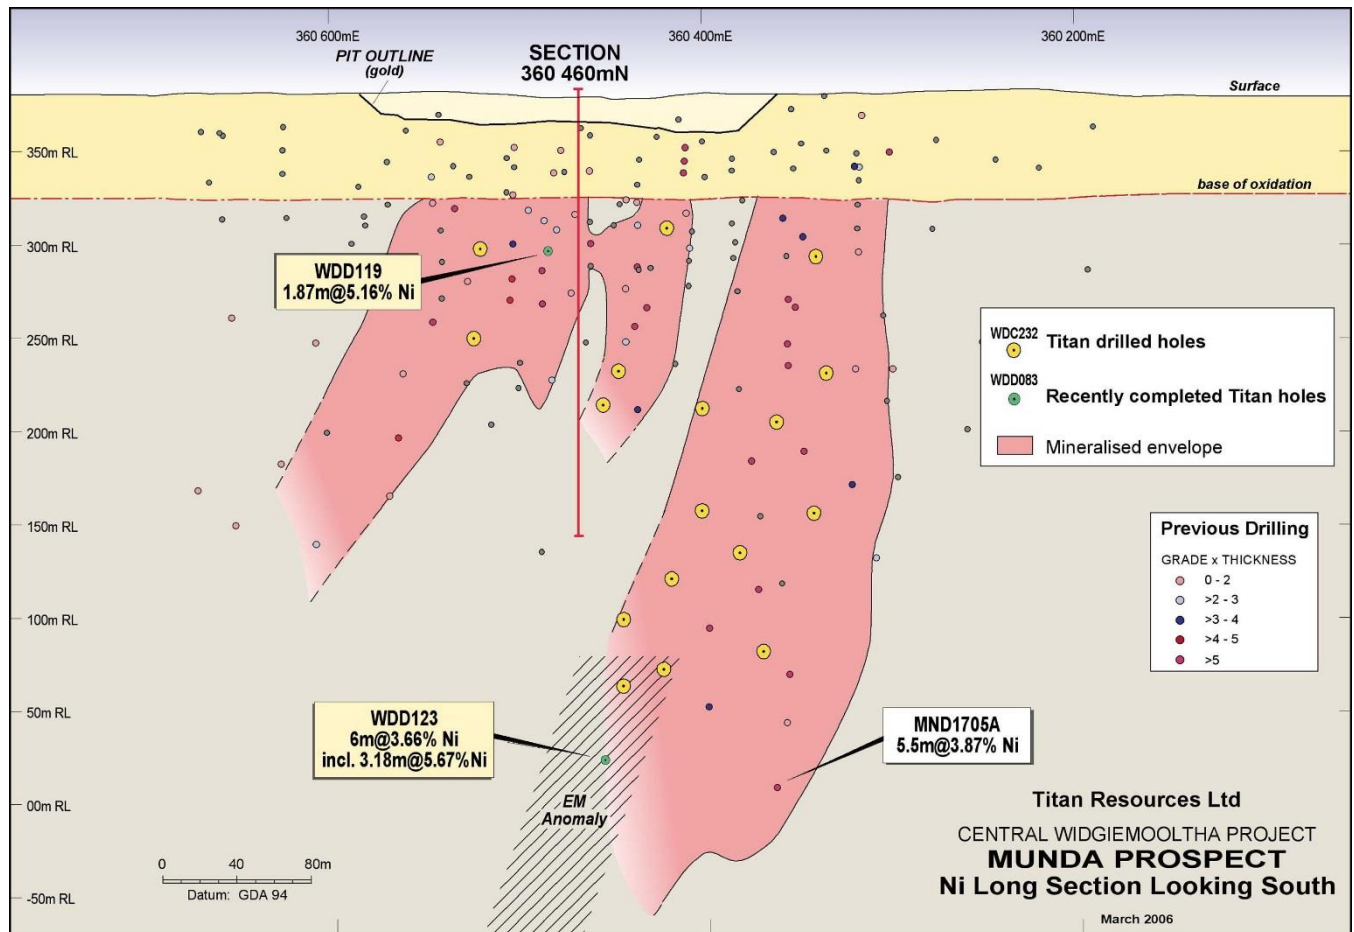 360 600mE
360 400mE
360 200mE
PIT OUTLINE
(gold)
SECTION
360 460mN
Surface
350m RL
base of oxidation
300m RL
WDD119
1.87m@5.16% Ni
250m RL
WDC232
Titan drilled holes
WDD083
Recently completed Titan holes
Mineralised envelope
200m RL
150m RL
Previous Drilling
GRADE x THICKNESS
0 - 2
>2 - 3
>3 - 4
>4 - 5
>5
100m RL
50m RL
WDD123
6m@3.66% Ni
incl. 3.18m@5.67%Ni
MND1705A
5.5m@3.87% Ni
00m RL
EM
Anomaly
-50m RL
0 40 80m
Datum: GDA 94
Titan Resources Ltd
CENTRAL WIDGIEMOOLTHA PROJECT
MUNDA PROSPECT
Ni Long Section Looking South
March 2006